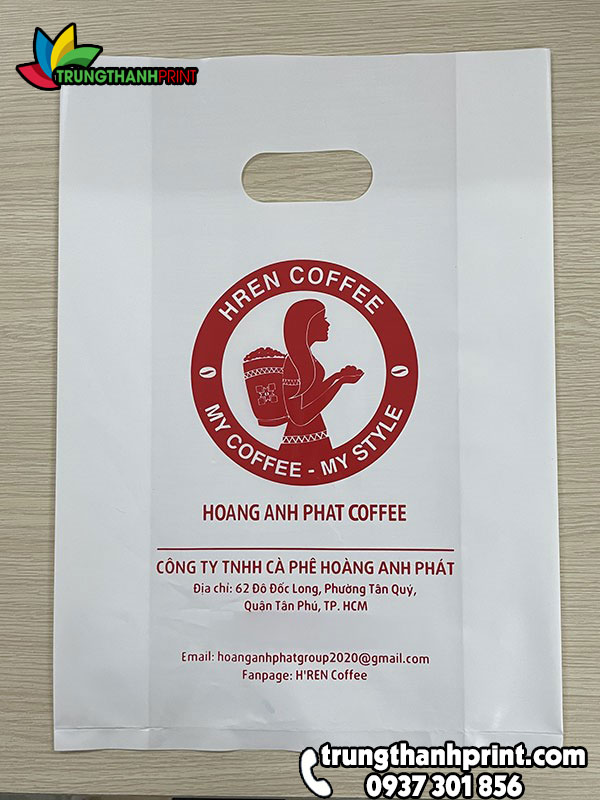 TRUNGTHANHPRINT
HREN COFFEE
MY COFFEE - MY STYLE
HOANG ANH PHAT COFFEE
CÔNG TY TNHH CÀ PHÊ HOÀNG ANH PHÁT
Địa chỉ: 62 Đô Đốc Long, Phường Tân Quý,
Quận Tân Phú, TP. HCM
Email: hoanganhphatgroup2020@gmail.com
Fanpage: H'REN Coffee
trungthanhprint.com
0937 301 856